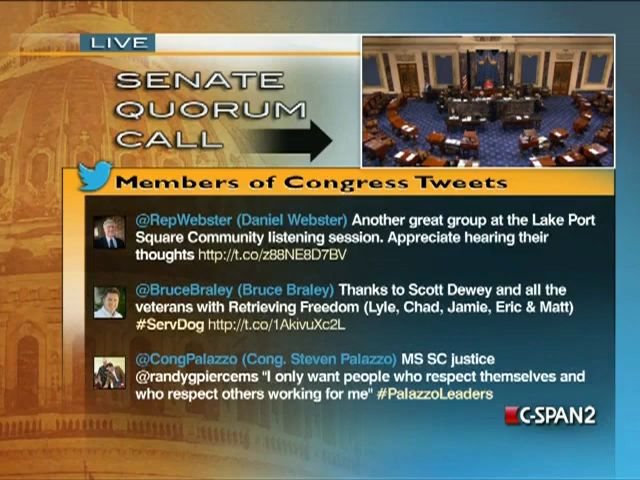 LIVE
SENATE
QUORUM
CALL
Members of Congress Tweets
@RepWebster (Daniel Webster) Another great group at the Lake Port
Square Community listening session. Appreciate hearing their
thoughts http://t.co/z88NE8D7BV
@BruceBraley (Bruce Braley) Thanks to Scott Dewey and all the
veterans with Retrieving Freedom (Lyle, Chad, Jamie, Eric & Matt)
#ServDog http://t.co/1AkivuXc2L
@CongPalazzo (Cong. Steven Palazzo) MS SC justice
@randygpiercems "I only want people who respect themselves and
who respect others working for me" #PalazzoLeaders
C-SPAN2